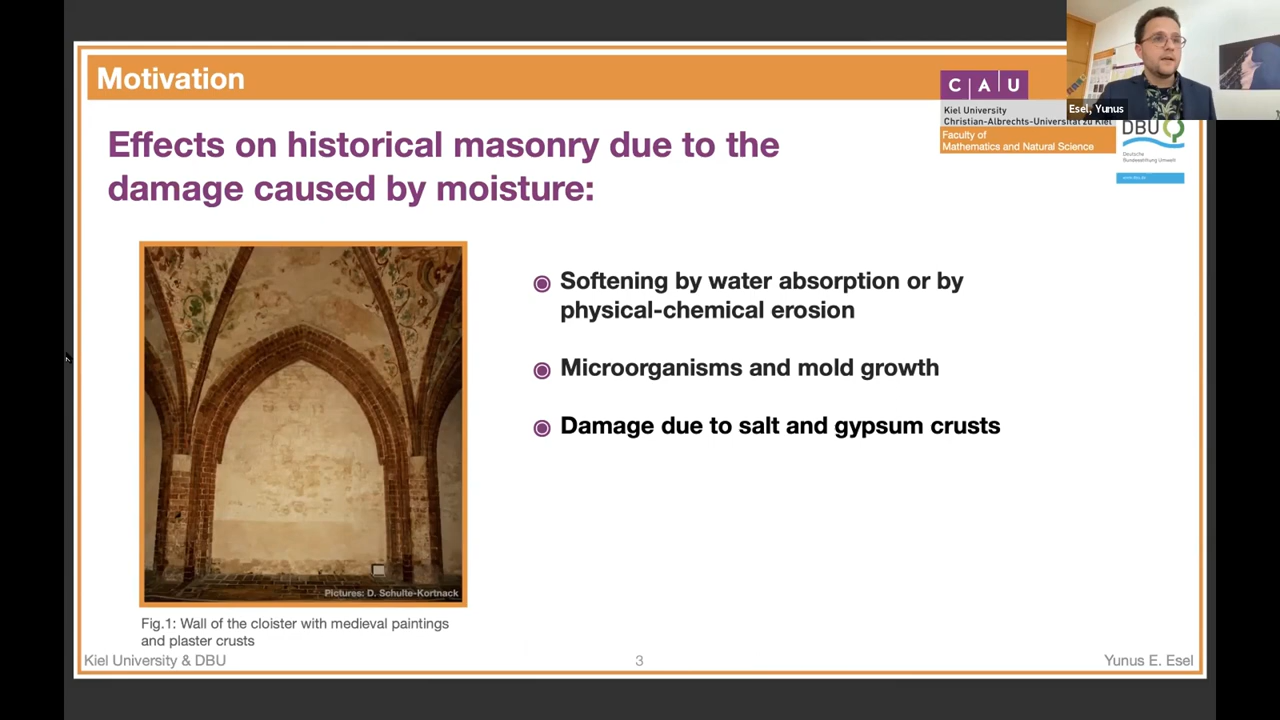 Motivation
C A U
Kiel University
Christian-Albrechts-Universität zu Kiel
Faculty of
Mathematics and Natural Science
Esel, Yunus
DBU
Deutsche
Bundesstiftung Umwelt
www.dbu.de
Effects on historical masonry due to the
damage caused by moisture:
Softening by water absorption or by
physical-chemical erosion
Microorganisms and mold growth
Damage due to salt and gypsum crusts
Pictures: D. Schulte-Kortnack
Fig.1: Wall of the cloister with medieval paintings
and plaster crusts
Kiel University & DBU
3
Yunus E. Esel